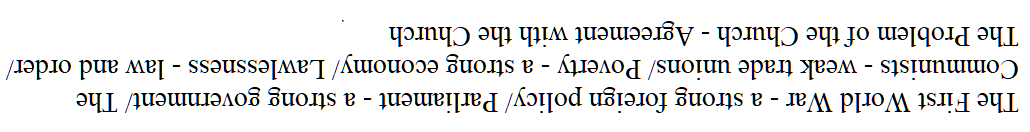 The First World War - a strong foreign policy/ Parliament - a strong government/ The
Communists - weak trade unions/ Poverty - a strong economy/ Lawlessness - law and order/
The Problem of the Church - Agreement with the Church